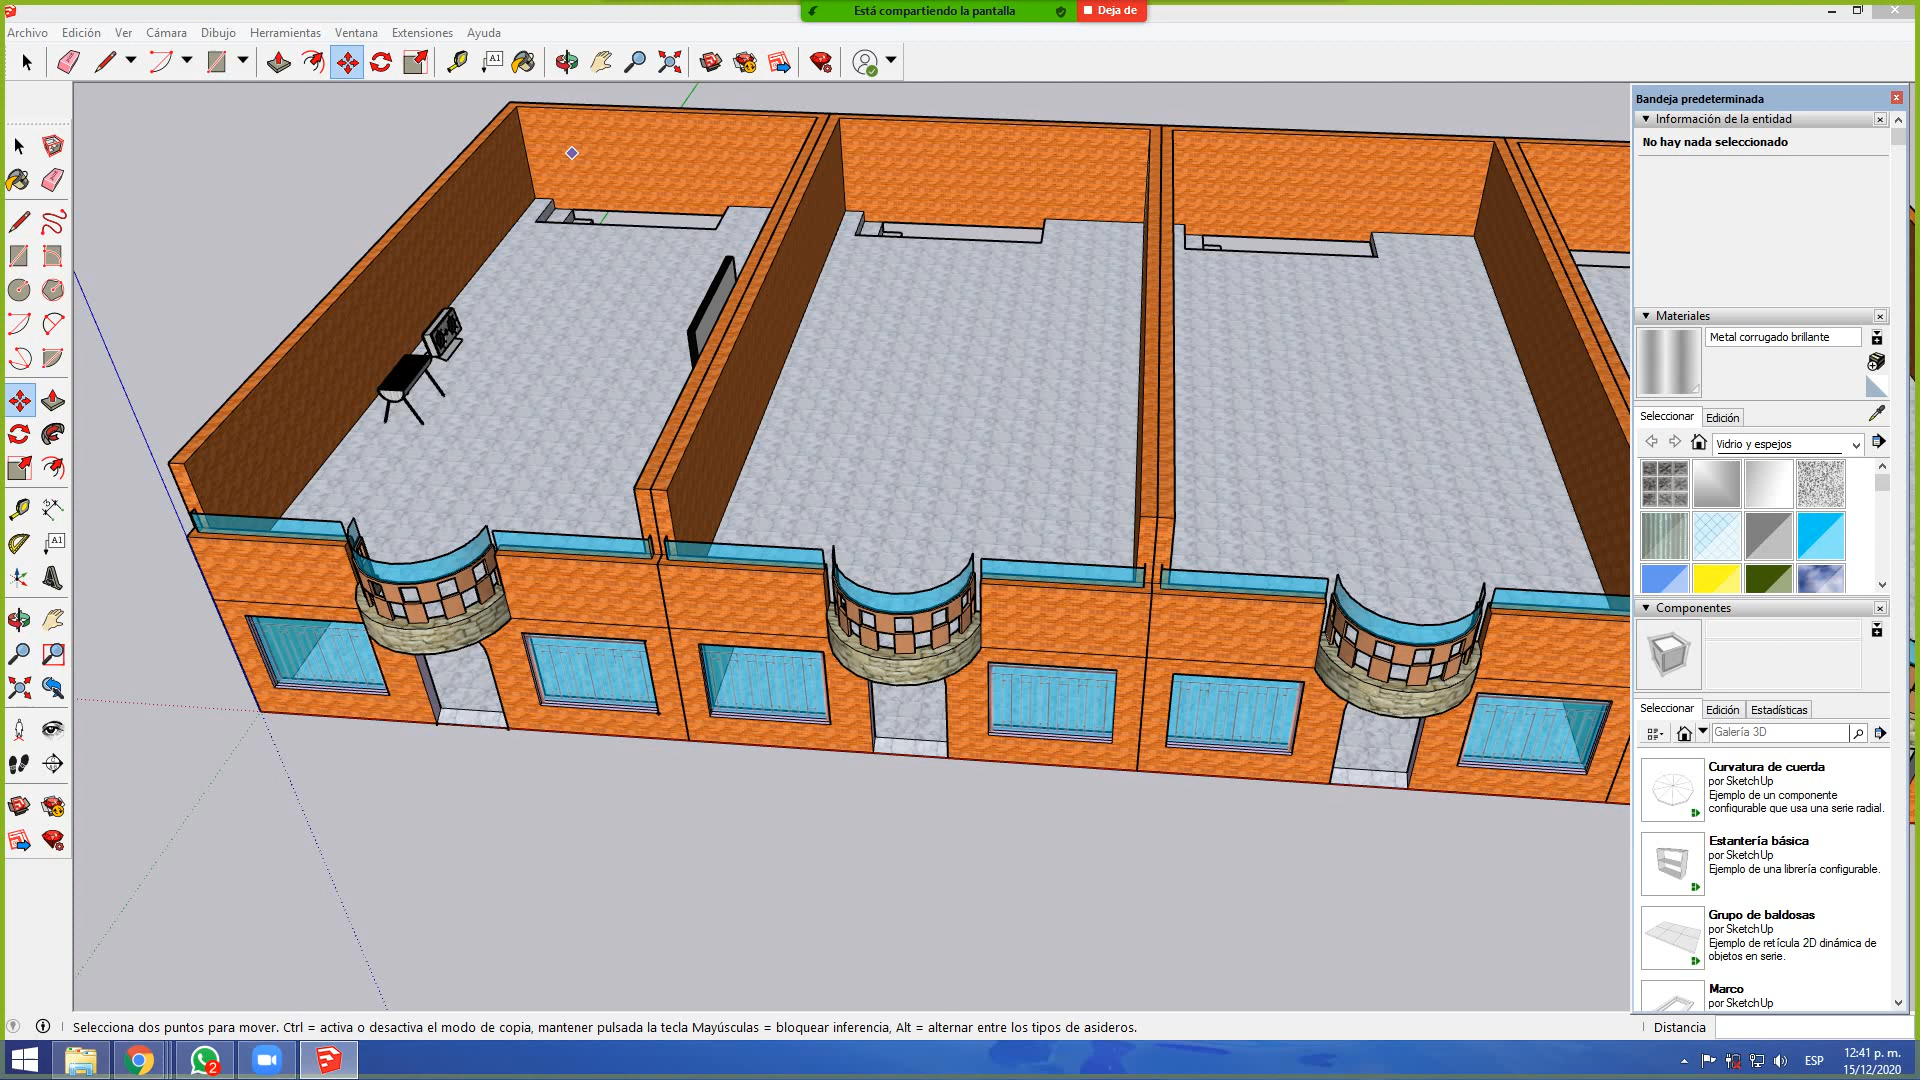 Está compartiendo la pantalla
Deja de
Archivo Edición Ver Cámara Dibujo Herramientas Ventana Extensiones Ayuda
A1
Bandeja predeterminada
Información de la entidad
No hay nada seleccionado
Materiales
Metal corrugado brillante
Seleccionar Edición
Vidrio y espejos
A1
Componentes
Seleccionar Edición Estadísticas
Galería 3D
Curvatura de cuerda
por SketchUp
Ejemplo de un componente
configurable que usa una serie radial.
Estantería básica
por SketchUp
Ejemplo de una librería configurable.
Grupo de baldosas
por SketchUp
Ejemplo de retícula 2D dinámica de
objetos en serie.
Marco
por SketchUp
Selecciona dos puntos para mover. Ctrl = activa o desactiva el modo de copia, mantener pulsada la tecla Mayúsculas = bloquear inferencia, Alt = alternar entre los tipos de asideros.
Distancia
2
ESP
12:41 p. m.
15/12/2020